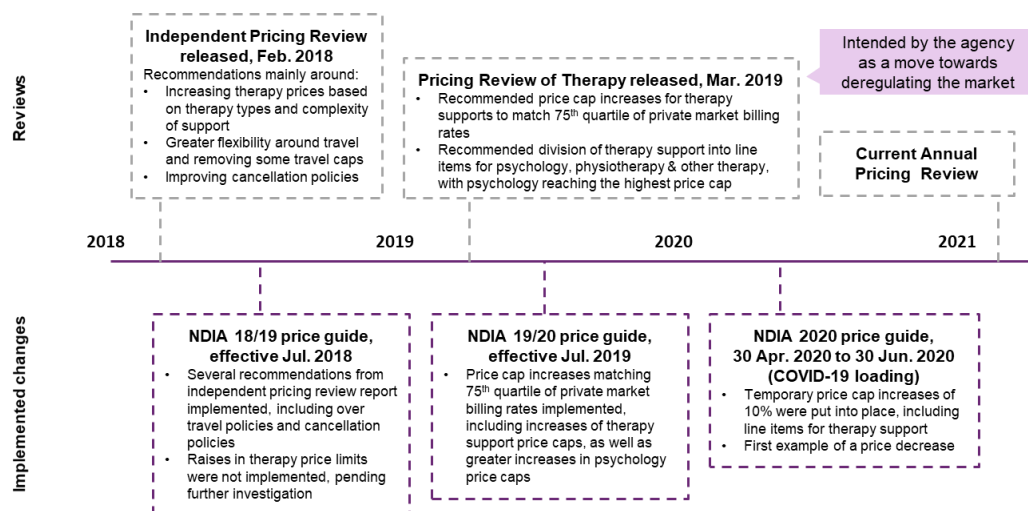 Reviews
Independent Pricing Review
released, Feb. 2018
Recommendations mainly around:
• Increasing therapy prices based
on therapy types and complexity
of support
• Greater flexibility around travel
and removing some travel caps
• Improving cancellation policies
Pricing Review of Therapy released, Mar. 2019
• Recommended price cap increases for therapy
supports to match 75th quartile of private market billing
rates
• Recommended division of therapy support into line
items for psychology, physiotherapy & other therapy,
with psychology reaching the highest price cap
Intended by the agency
as a move towards
deregulating the market
Current Annual
Pricing Review
2018
2019
2020
2021
Implemented changes
NDIA 18/19 price guide,
effective Jul. 2018
• Several recommendations from
independent pricing review report
implemented, including over
travel policies and cancellation
policies
• Raises in therapy price limits
were not implemented, pending
further investigation
NDIA 19/20 price guide,
effective Jul. 2019
• Price cap increases matching
75th quartile of private market
billing rates implemented,
including increases of therapy
support price caps, as well as
greater increases in psychology
price caps
NDIA 2020 price guide,
30 Apr. 2020 to 30 Jun. 2020
(COVID-19 loading)
• Temporary price cap increases of
10% were put into place, including
line items for therapy support
• First example of a price decrease